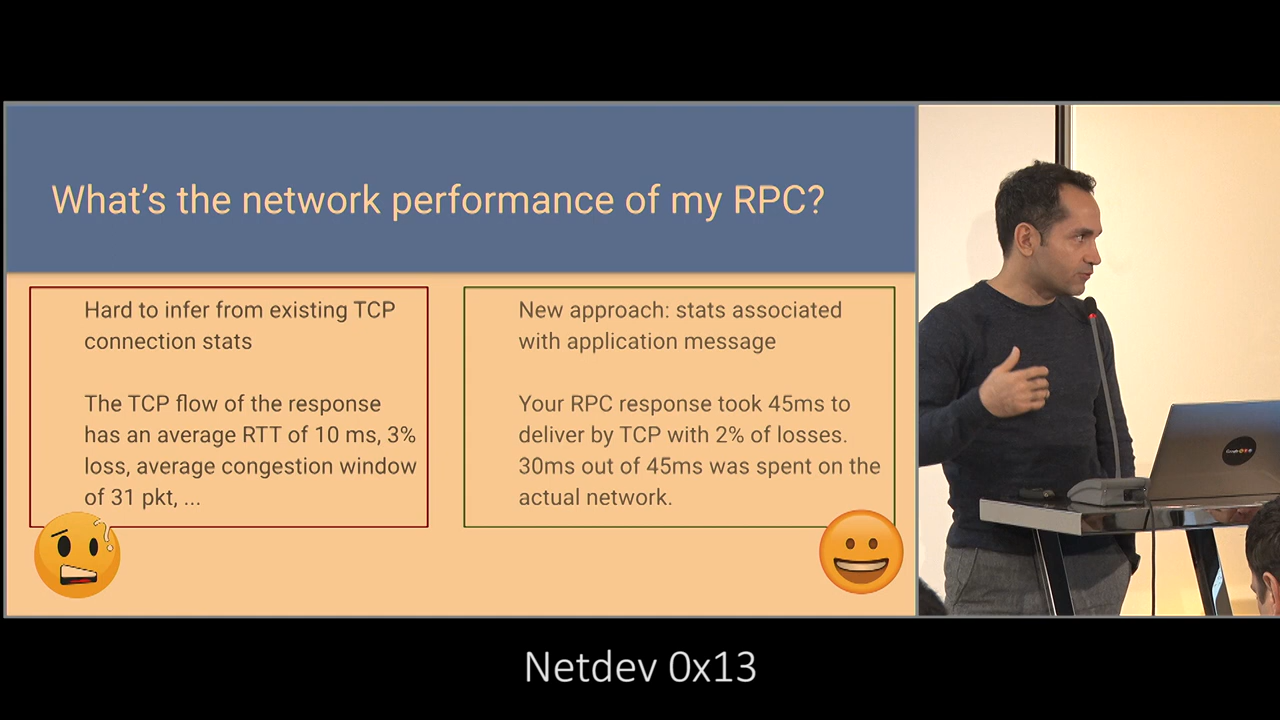 What's the network performance of my RPC?
Hard to infer from existing TCP
connection stats
The TCP flow of the response
has an average RTT of 10 ms, 3%
loss, average congestion window
of 31 pkt, ...
New approach: stats associated
with application message
Your RPC response took 45ms to
deliver by TCP with 2% of losses.
30ms out of 45ms was spent on the
actual network.
Netdev 0x13